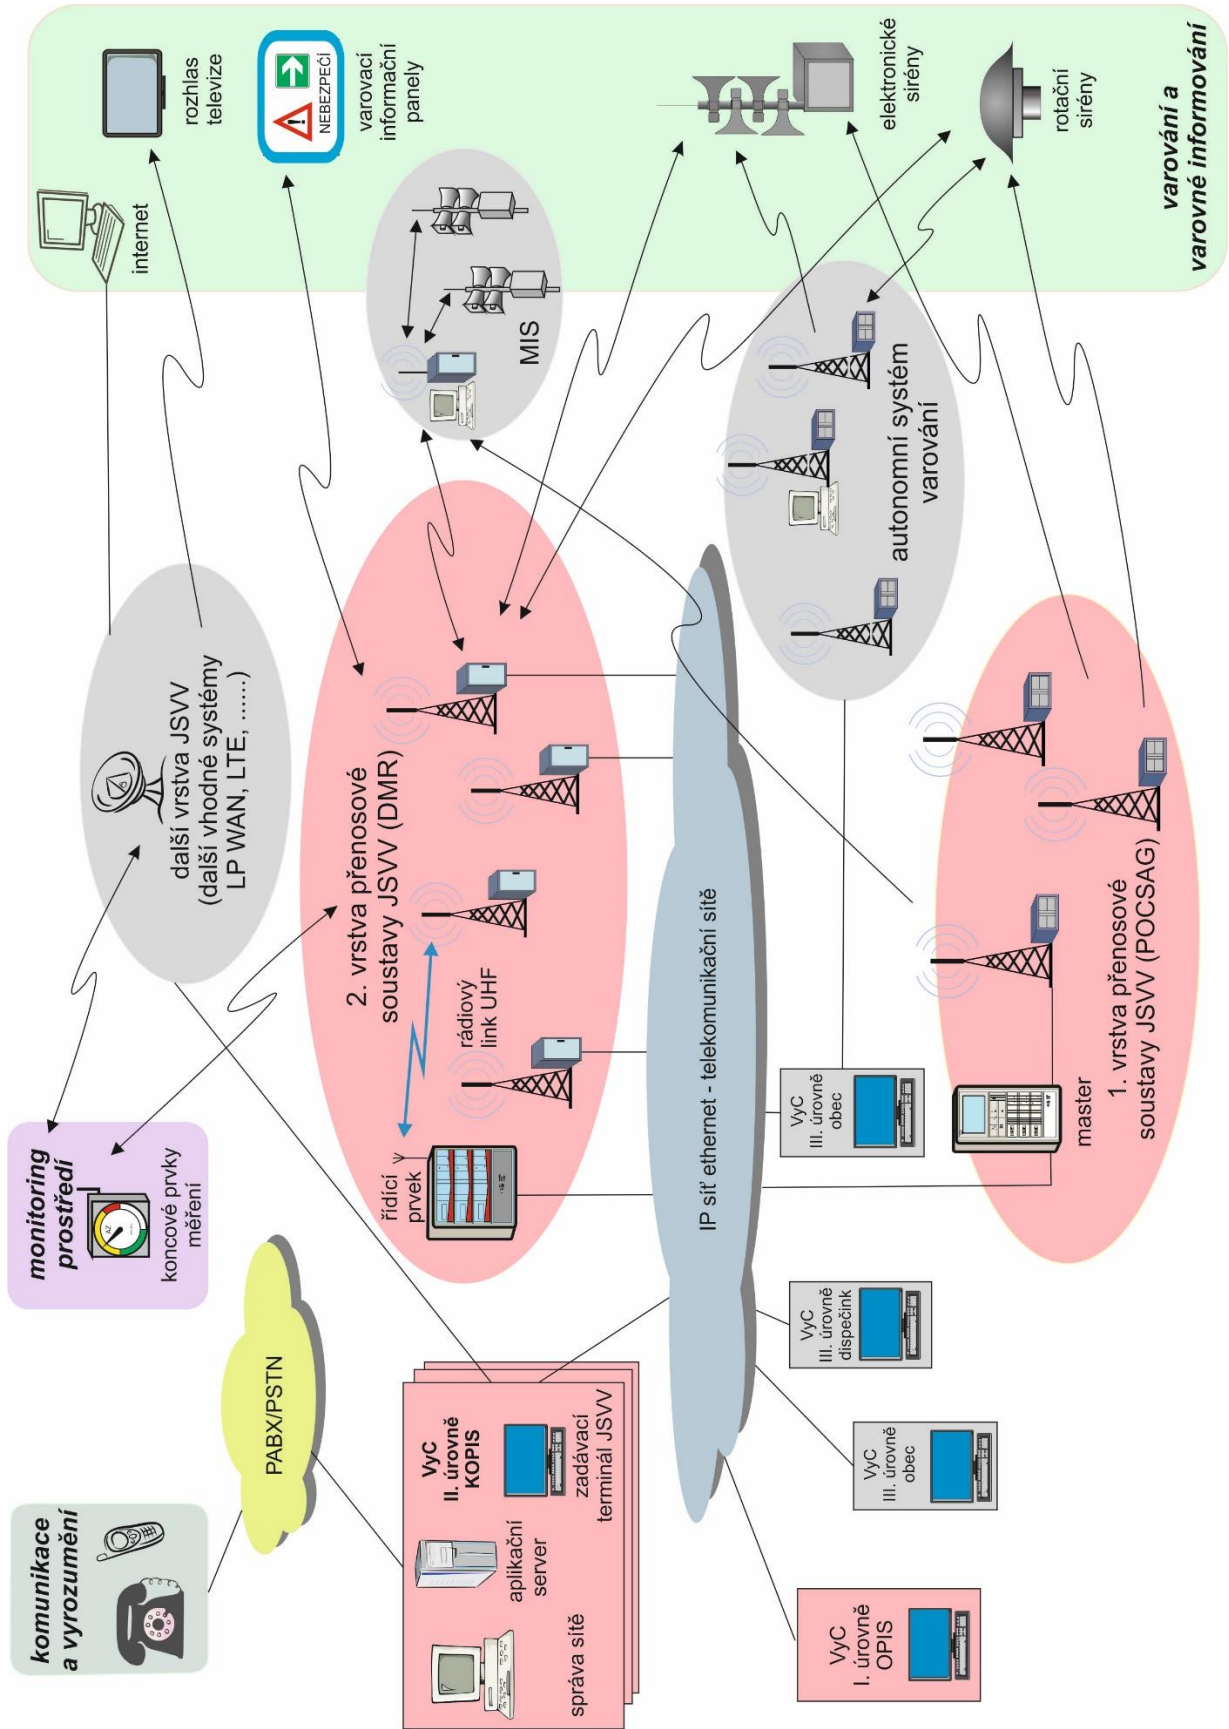 komunikace
a vyrozumění
PABX/PSTN
monitoring
prostředí
koncové prvky
měření
další vrstva JSVV
(další vhodné systémy
LP WAN, LTE, ......)
internet
rozhlas
televize
NEBEZPEČÍ
varovací
informační
panely
VyC
II. úrovně
KOPIS
správa sítě
aplikační
server
zadávací
terminál JSVV
2. vrstva přenosové
soustavy JSVV (DMR)
řídící
prvek
rádiový
link UHF
MIS
IP síť ethernet - telekomunikační sítě
VyC
I. úrovně
OPIS
VyC
III. úrovně
obec
VyC
III. úrovně
dispečink
VyC
III. úrovně
obec
autonomní systém
varování
elektronické
sirény
rotační
sirény
master
1. vrstva přenosové
soustavy JSVV (POCSAG)
varování a
varovné informování